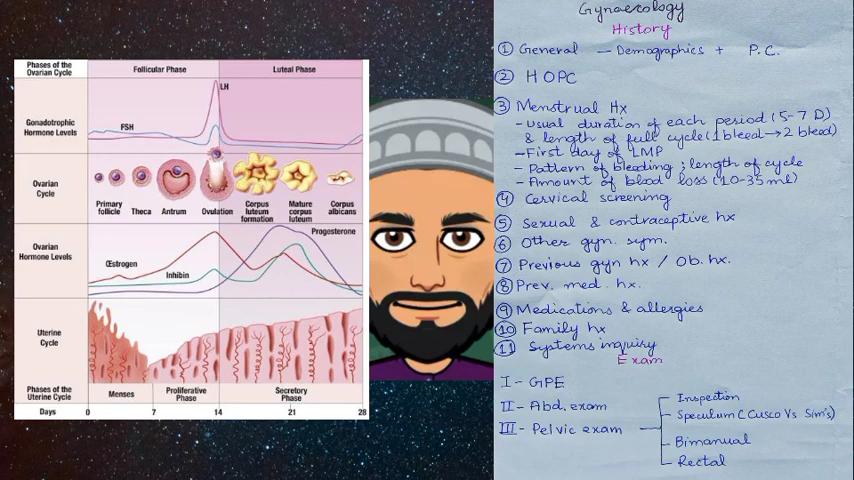 Phases of the
Ovarian Cycle
Follicular Phase
Luteal Phase
Gonadotrophic
Hormone Levels
LH
FSH
Ovarian
Cycle
Primary
follicle
Theca
Antrum
Ovulation
Corpus
luteum
formation
Mature
corpus
luteum
Corpus
albicans
Ovarian
Hormone Levels
Progesterone
Œstrogen
Inhibin
Uterine
Cycle
Phases of the
Uterine Cycle
Menses
Proliferative
Phase
Secretory
Phase
Days
0
7
14
21
28
Gynaecology
History
① General — Demographics + P.C.
② HOPC
③ Menstrual Hx
- Usual duration of each period (5-7 D)
& length of full cycle (1 bleed → 2 bleed)
- First day of LMP
- Pattern of bleeding ; length of cycle
- Amount of blood loss (10-35 ml)
④ Cervical screening
⑤ Sexual & contraceptive hx
⑥ Other gyn. sym.
⑦ Previous gyn hx / Ob. hx.
⑧ Prev. med. hx.
⑨ Medications & allergies
⑩ Family hx
⑪ Systems inquiry
Exam
I - GPE
II - Abd. exam
III - Pelvic exam
Inspection
Speculum (Cusco Vs Sim's)
Bimanual
Rectal